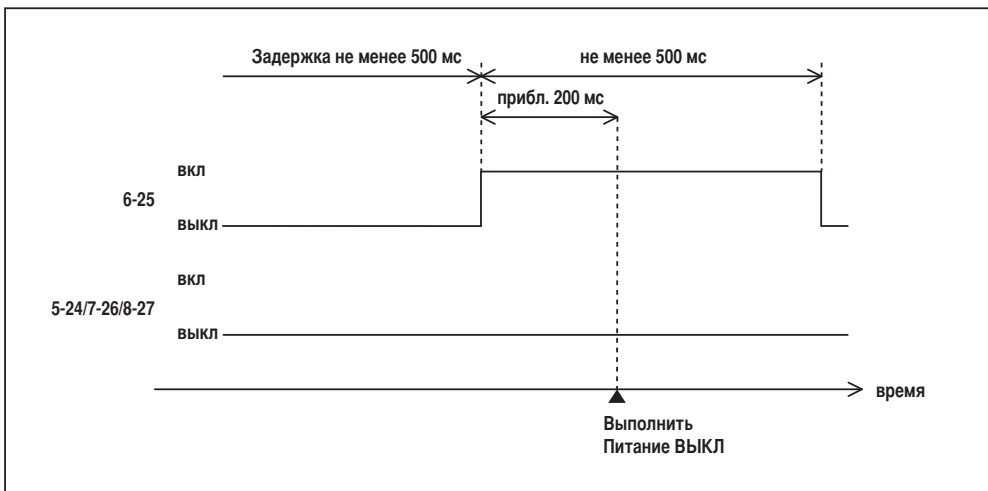 Задержка не менее 500 мс
не менее 500 мс
прибл. 200 мс
вкл
6-25
выкл
вкл
5-24/7-26/8-27
выкл
время
Выполнить
Питание ВЫКЛ